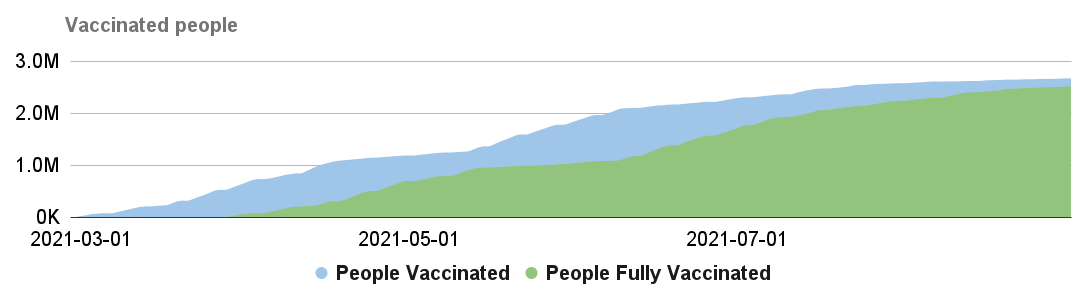 Vaccinated people
3.0M
2.0M
1.0M
0K
2021-03-01 2021-05-01 2021-07-01
People Vaccinated People Fully Vaccinated